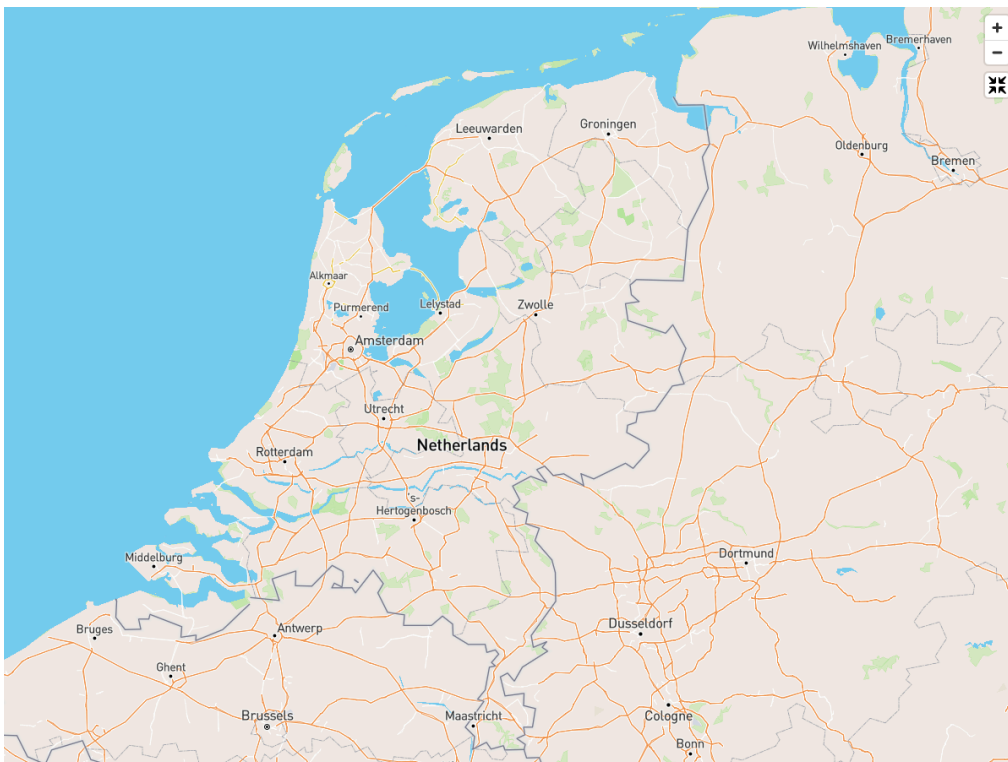 Wilhelmshaven
Bremerhaven
+
−
Leeuwarden
Groningen
Oldenburg
Bremen
Alkmaar
Purmerend
Lelystad
Zwolle
Amsterdam
Utrecht
Netherlands
Rotterdam
's-
Hertogenbosch
Middelburg
Dortmund
Bruges
Antwerp
Dusseldorf
Ghent
Brussels
Maastricht
Cologne
Bonn